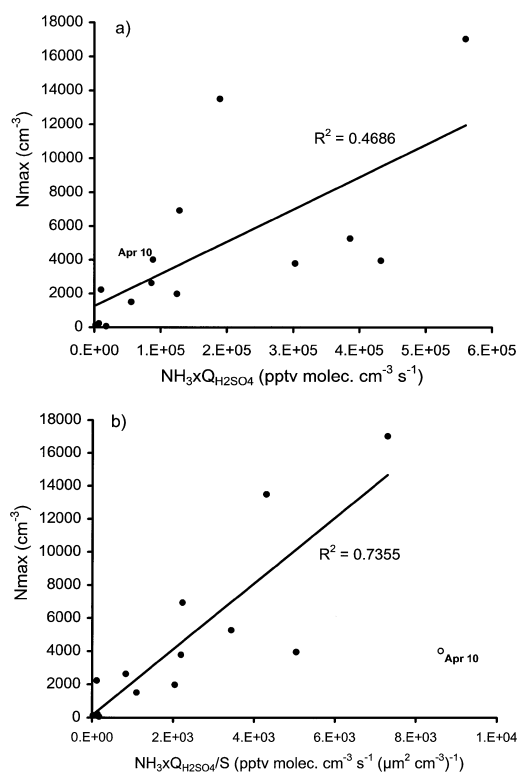 a)
Nmax (cm⁻³)
18000
16000
14000
12000
10000
8000
6000
4000
2000
0
R² = 0.4686
Apr 10
0.E+00 1.E+05 2.E+05 3.E+05 4.E+05 5.E+05 6.E+05
NH₃xQ_H2SO4 (pptv molec. cm⁻³ s⁻¹)
b)
Nmax (cm⁻³)
18000
16000
14000
12000
10000
8000
6000
4000
2000
0
R² = 0.7355
Apr 10
0.E+00 2.E+03 4.E+03 6.E+03 8.E+03 1.E+04
NH₃xQ_H2SO4/S (pptv molec. cm⁻³ s⁻¹ (µm² cm⁻³)⁻¹)